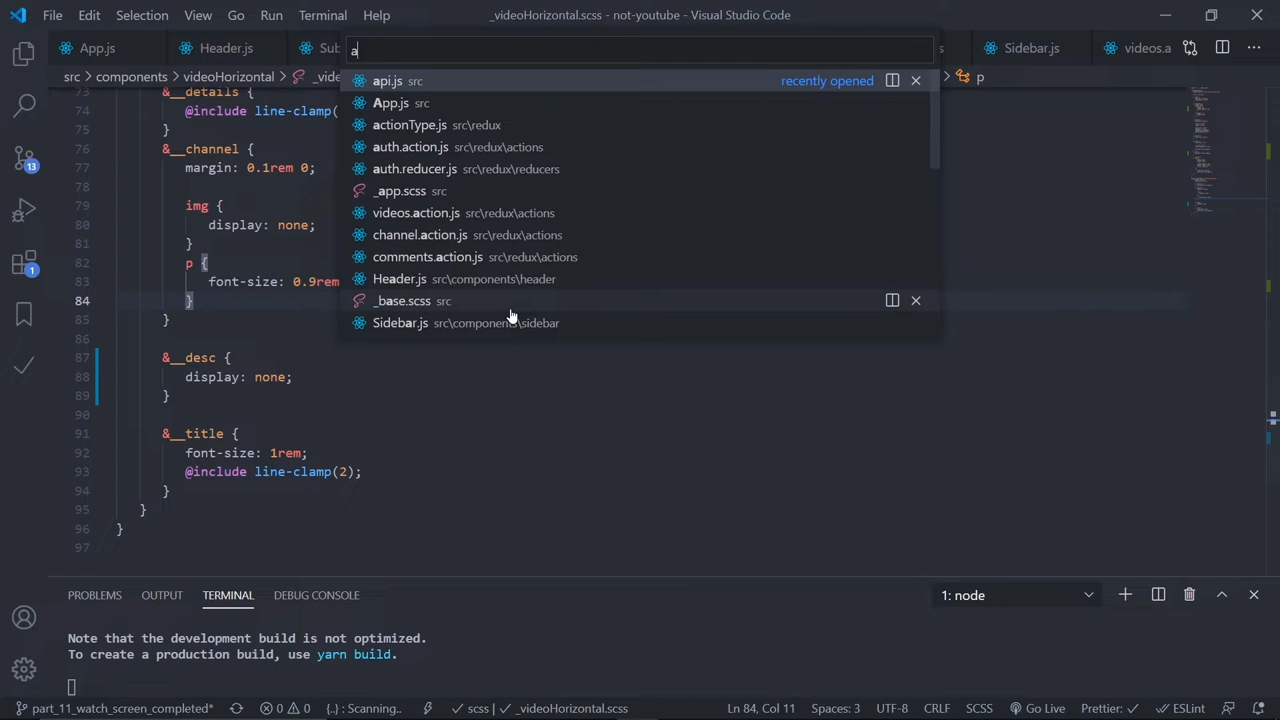 File Edit Selection View Go Run Terminal Help _videoHorizontal.scss - not-youtube - Visual Studio Code
App.js Header.js Sub s Sidebar.js videos.a
a
src > components > videoHorizontal > _vid p
api.js src recently opened
73 &__details {
App.js src
74 @include line-clamp(
actionType.js src\redux
75 }
auth.action.js src\redux\actions
76 &__channel {
auth.reducer.js src\redux\reducers
77 margin: 0.1rem 0;
_app.scss src
78
79 img {
videos.action.js src\redux\actions
80 display: none;
channel.action.js src\redux\actions
81 }
comments.action.js src\redux\actions
82 p {
Header.js src\components\header
83 font-size: 0.9rem
_base.scss src
84 }
Sidebar.js src\components\sidebar
85 }
86
87 &__desc {
88 display: none;
89 }
90
91 &__title {
92 font-size: 1rem;
93 @include line-clamp(2);
94 }
95 }
96 }
97
13
1
PROBLEMS OUTPUT TERMINAL DEBUG CONSOLE 1: node
Note that the development build is not optimized.
To create a production build, use yarn build.
part_11_watch_screen_completed* 0 0 {..} : Scanning.. scss | _videoHorizontal.scss Ln 84, Col 11 Spaces: 3 UTF-8 CRLF SCSS Go Live Prettier: ESLint